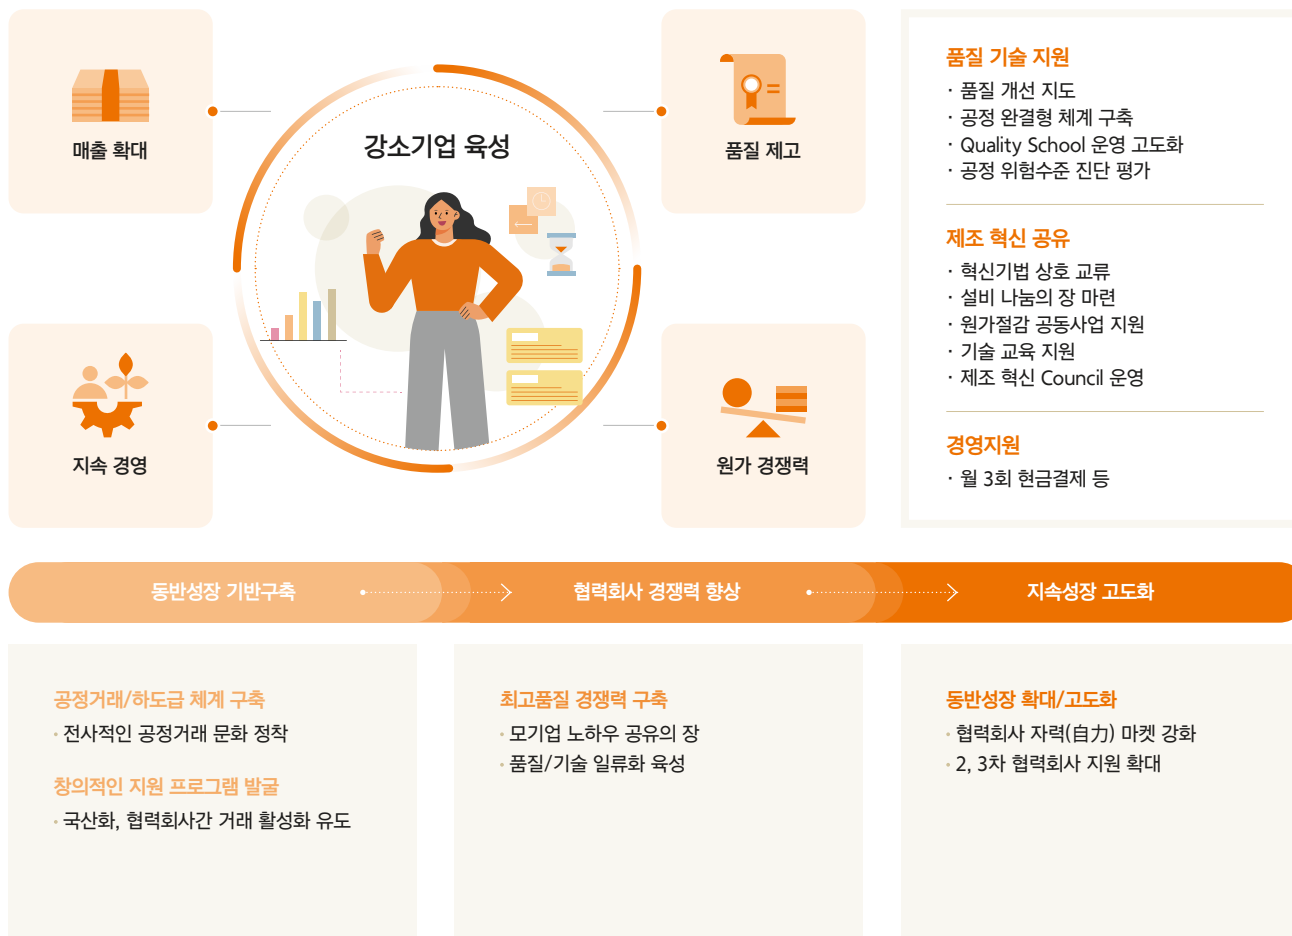 매출 확대
강소기업 육성
품질 제고
지속 경영
원가 경쟁력
품질 기술 지원
· 품질 개선 지도
· 공정 완결형 체계 구축
· Quality School 운영 고도화
· 공정 위험수준 진단 평가
제조 혁신 공유
· 혁신기법 상호 교류
· 설비 나눔의 장 마련
· 원가절감 공동사업 지원
· 기술 교육 지원
· 제조 혁신 Council 운영
경영지원
· 월 3회 현금결제 등
동반성장 기반구축
협력회사 경쟁력 향상
지속성장 고도화
공정거래/하도급 체계 구축
· 전사적인 공정거래 문화 정착
창의적인 지원 프로그램 발굴
· 국산화, 협력회사간 거래 활성화 유도
최고품질 경쟁력 구축
· 모기업 노하우 공유의 장
· 품질/기술 일류화 육성
동반성장 확대/고도화
· 협력회사 자력(自力) 마켓 강화
· 2, 3차 협력회사 지원 확대